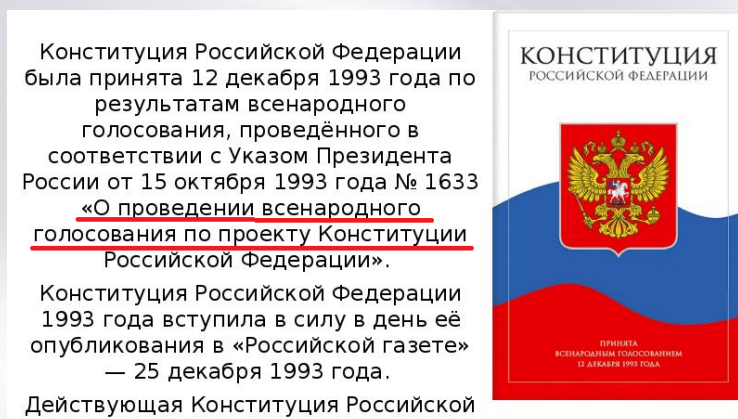 Конституция Российской Федерации
была принята 12 декабря 1993 года по
результатам всенародного
голосования, проведённого в
соответствии с Указом Президента
России от 15 октября 1993 года № 1633
«О проведении всенародного
голосования по проекту Конституции
Российской Федерации».
Конституция Российской Федерации
1993 года вступила в силу в день её
опубликования в «Российской газете»
— 25 декабря 1993 года.
Действующая Конституция Российской
КОНСТИТУЦИЯ
РОССИЙСКОЙ ФЕДЕРАЦИИ
ПРИНЯТА
ВСЕНАРОДНЫМ ГОЛОСОВАНИЕМ
12 ДЕКАБРЯ 1993 ГОДА